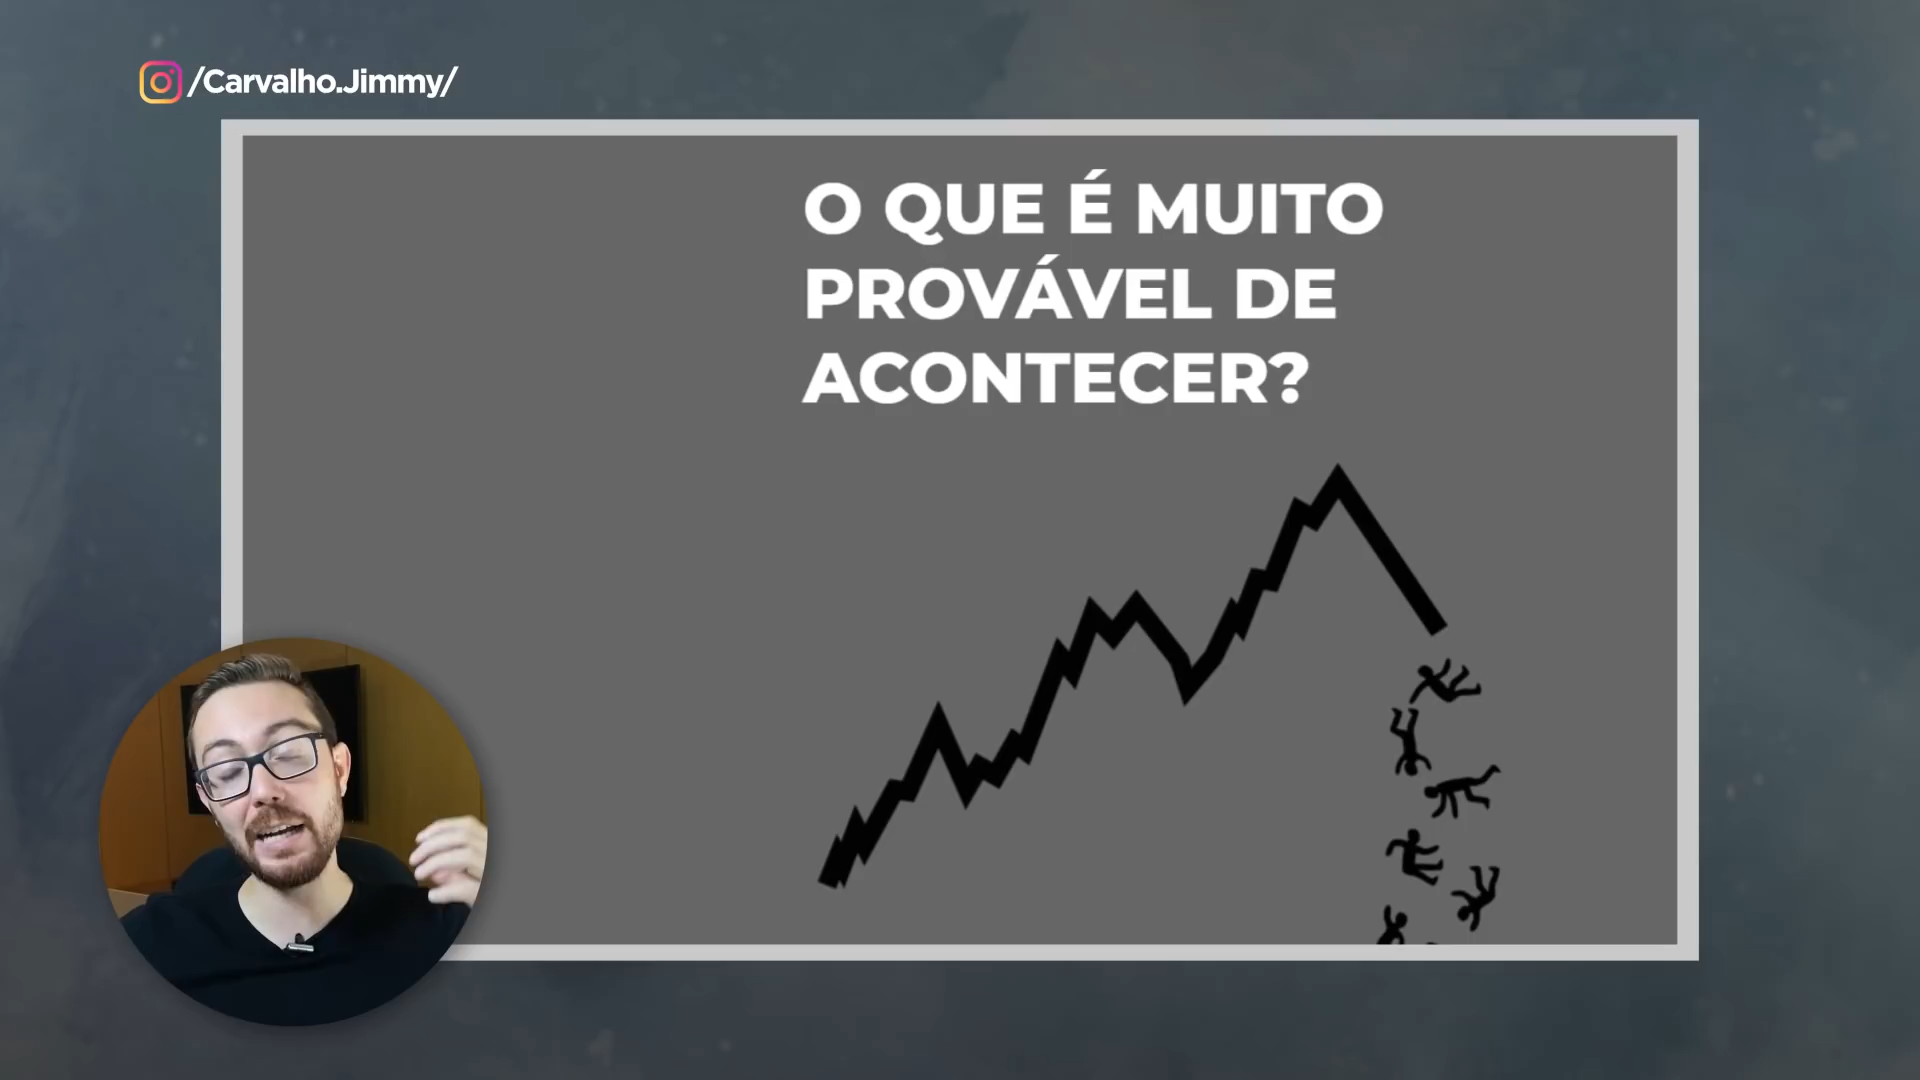 /Carvalho.Jimmy/
O QUE É MUITO
PROVÁVEL DE
ACONTECER?